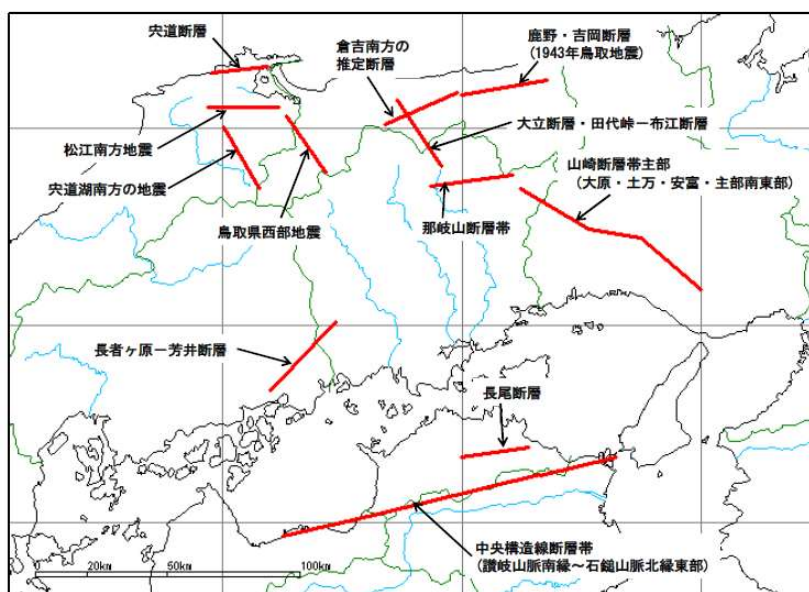 宍道断層
倉吉南方の
推定断層
鹿野・吉岡断層
(1943年鳥取地震)
松江南方地震
大立断層・田代峠ー布江断層
宍道湖南方の地震
山崎断層帯主部
(大原・土万・安富・主部南東部)
鳥取県西部地震
那岐山断層帯
長者ヶ原ー芳井断層
長尾断層
中央構造線断層帯
(讃岐山脈南縁～石鎚山脈北縁東部)
0 20km 50km 100km